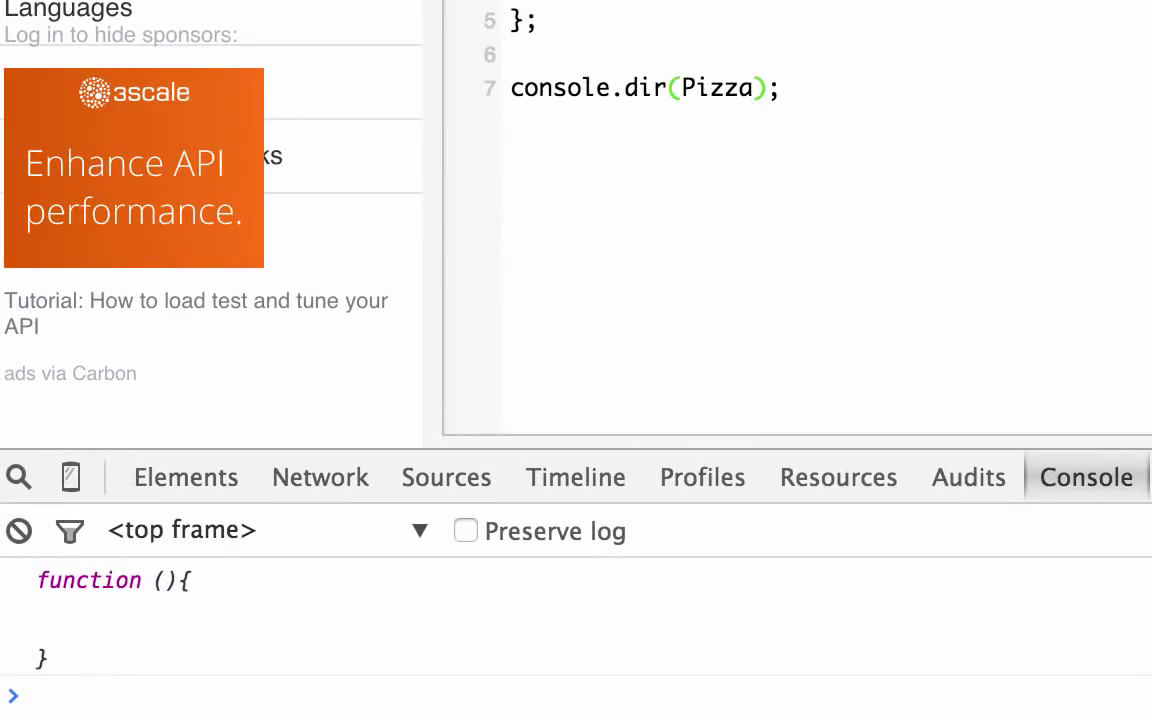 Languages
Log in to hide sponsors:
3scale
Enhance API
performance.
ks
Tutorial: How to load test and tune your
API
ads via Carbon
5 };
6
7 console.dir(Pizza);
Elements Network Sources Timeline Profiles Resources Audits Console
<top frame> ▼ Preserve log
function (){
}
>